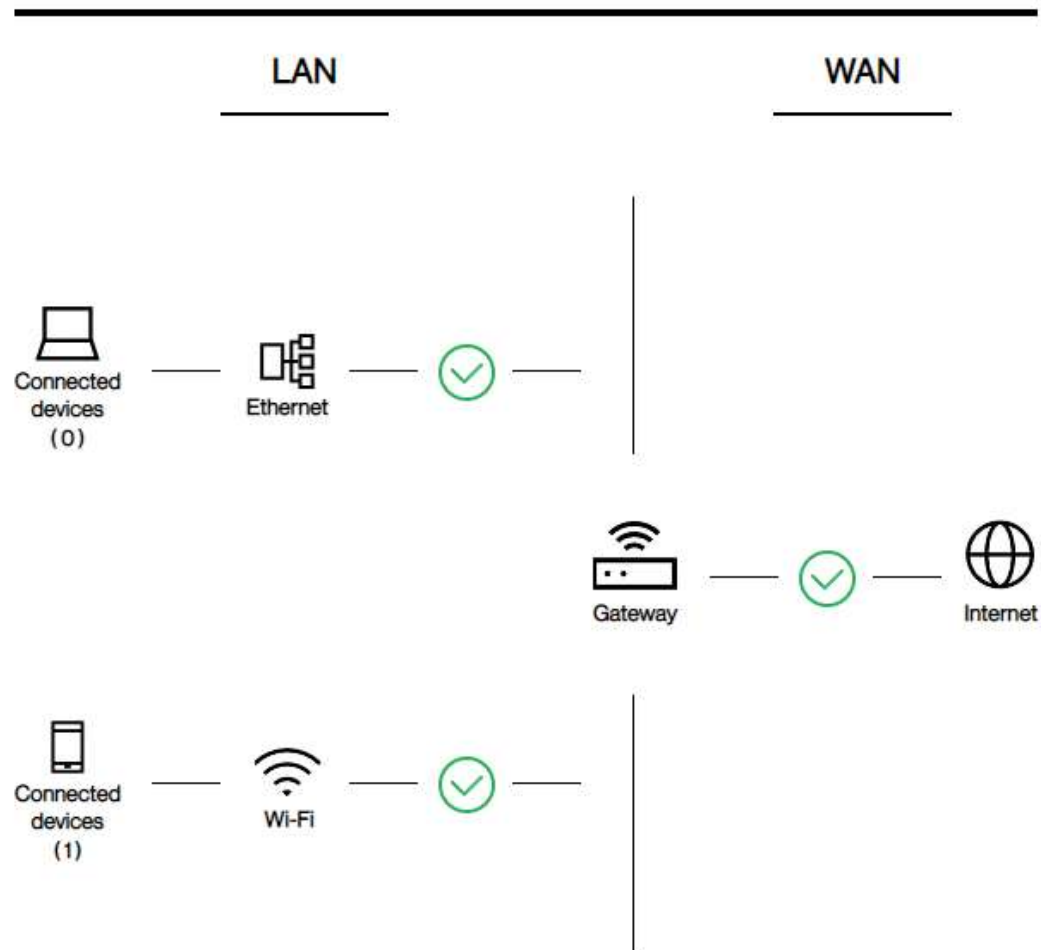 LAN
WAN
Connected
devices
(0)
Ethernet
Gateway
Internet
Connected
devices
(1)
Wi-Fi